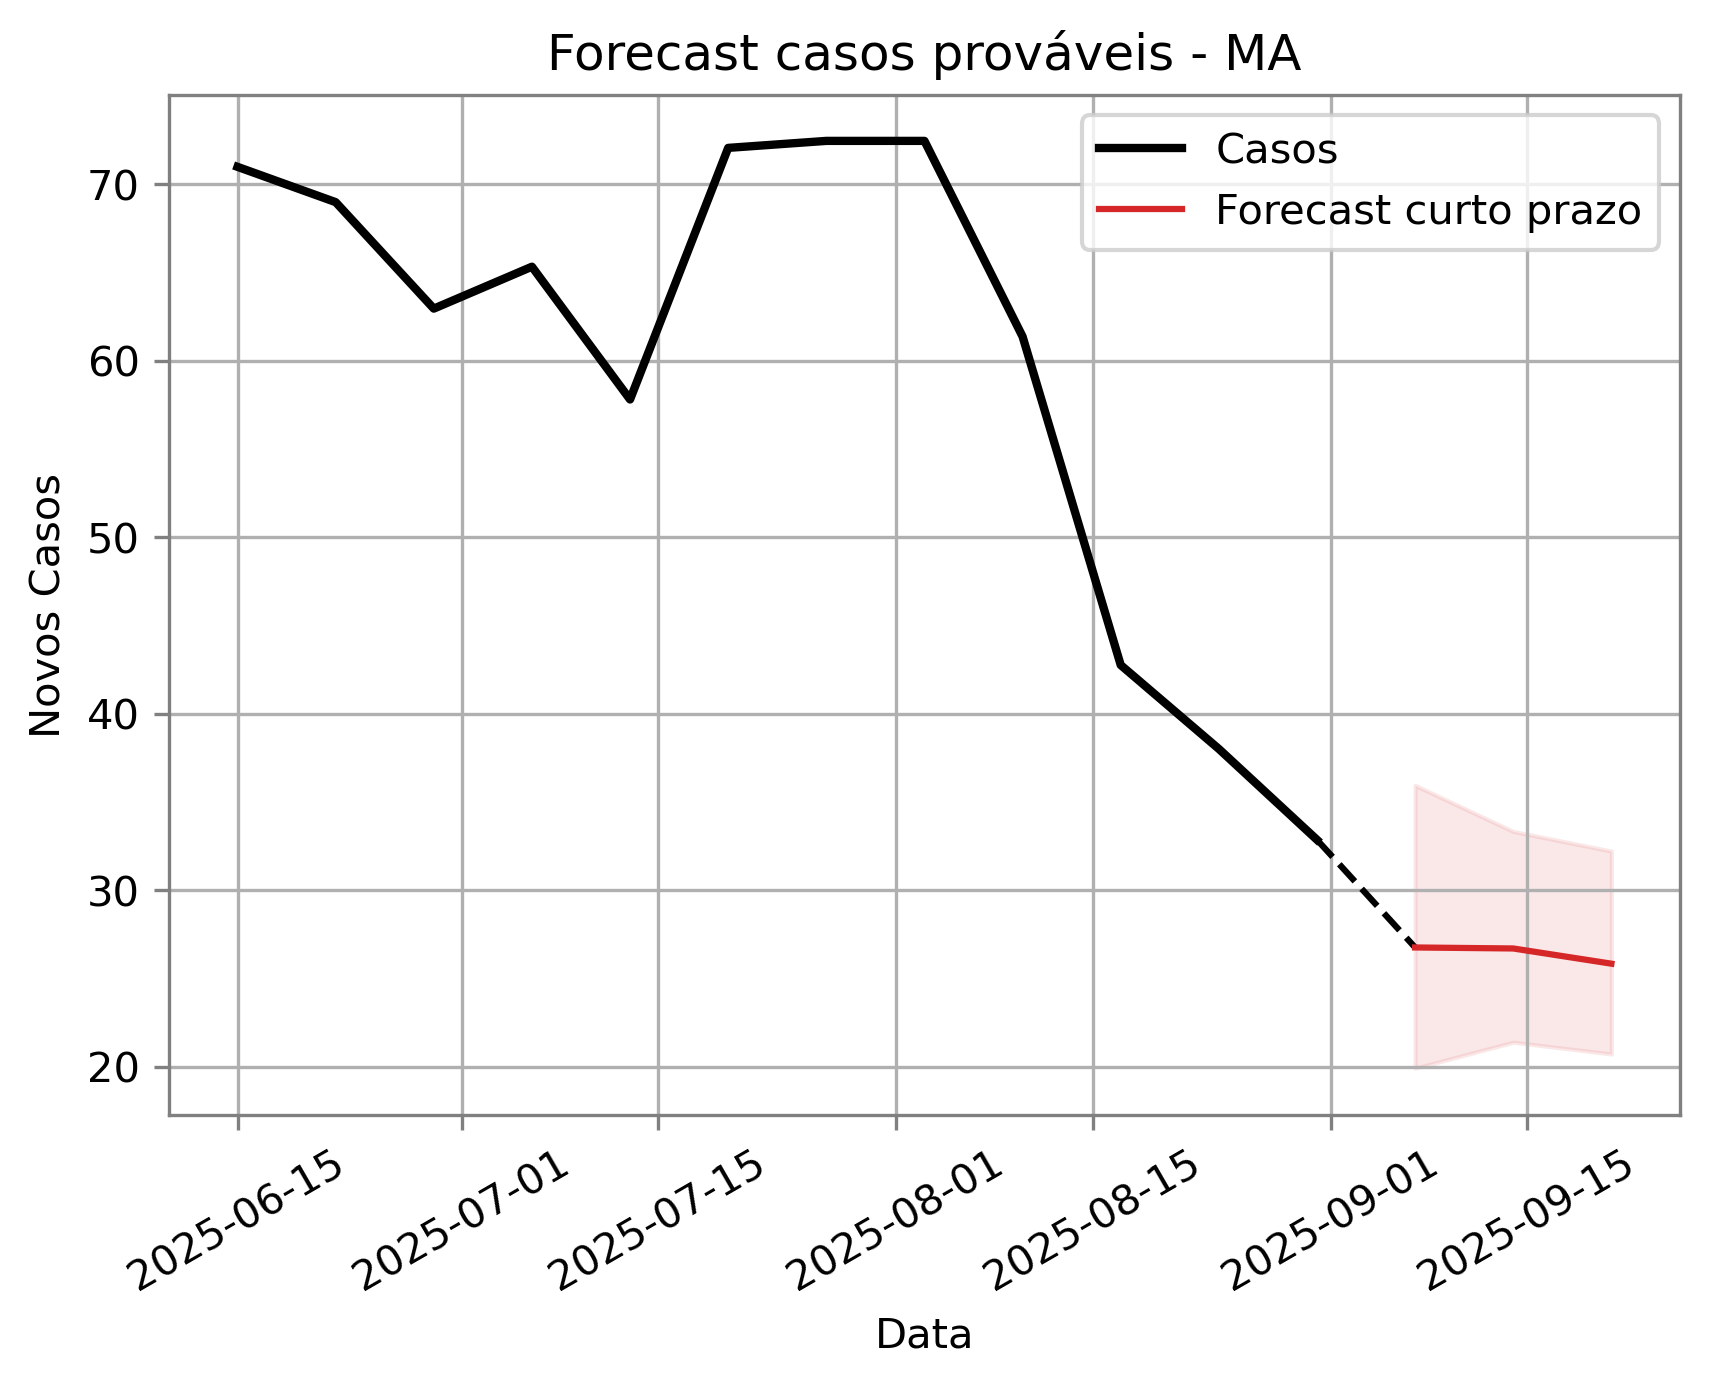 Forecast casos prováveis - MA
Casos
Forecast curto prazo
Novos Casos
70
60
50
40
30
20
2025-06-15
2025-07-01
2025-07-15
2025-08-01
2025-08-15
2025-09-01
2025-09-15
Data